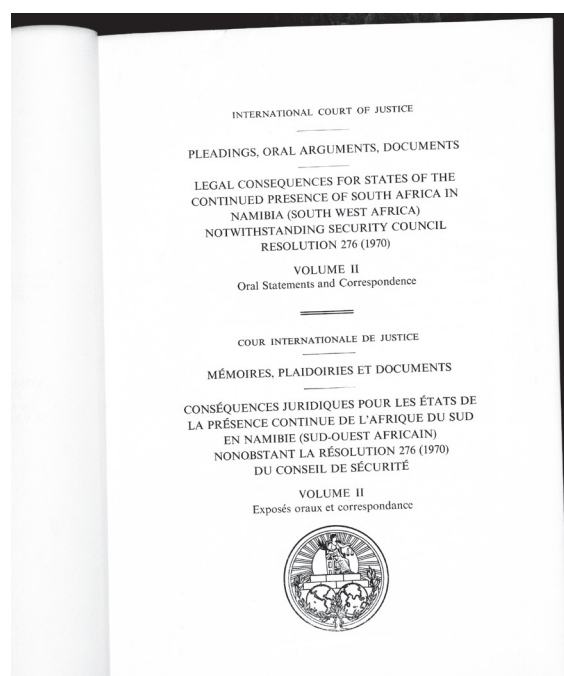 INTERNATIONAL COURT OF JUSTICE
PLEADINGS, ORAL ARGUMENTS, DOCUMENTS
LEGAL CONSEQUENCES FOR STATES OF THE
CONTINUED PRESENCE OF SOUTH AFRICA IN
NAMIBIA (SOUTH WEST AFRICA)
NOTWITHSTANDING SECURITY COUNCIL
RESOLUTION 276 (1970)
VOLUME II
Oral Statements and Correspondence
COUR INTERNATIONALE DE JUSTICE
MÉMOIRES, PLAIDOIRIES ET DOCUMENTS
CONSÉQUENCES JURIDIQUES POUR LES ÉTATS DE
LA PRÉSENCE CONTINUE DE L'AFRIQUE DU SUD
EN NAMIBIE (SUD-OUEST AFRICAIN)
NONOBSTANT LA RÉSOLUTION 276 (1970)
DU CONSEIL DE SÉCURITÉ
VOLUME II
Exposés oraux et correspondance